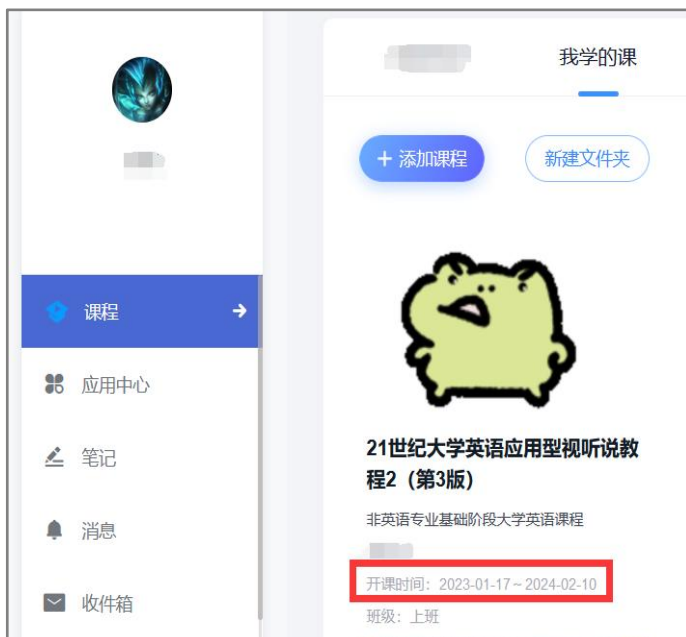 我学的课
+ 添加课程
新建文件夹
课程
应用中心
笔记
消息
收件箱
21世纪大学英语应用型视听说教
程2（第3版）
非英语专业基础阶段大学英语课程
开课时间：2023-01-17～2024-02-10
班级：上班